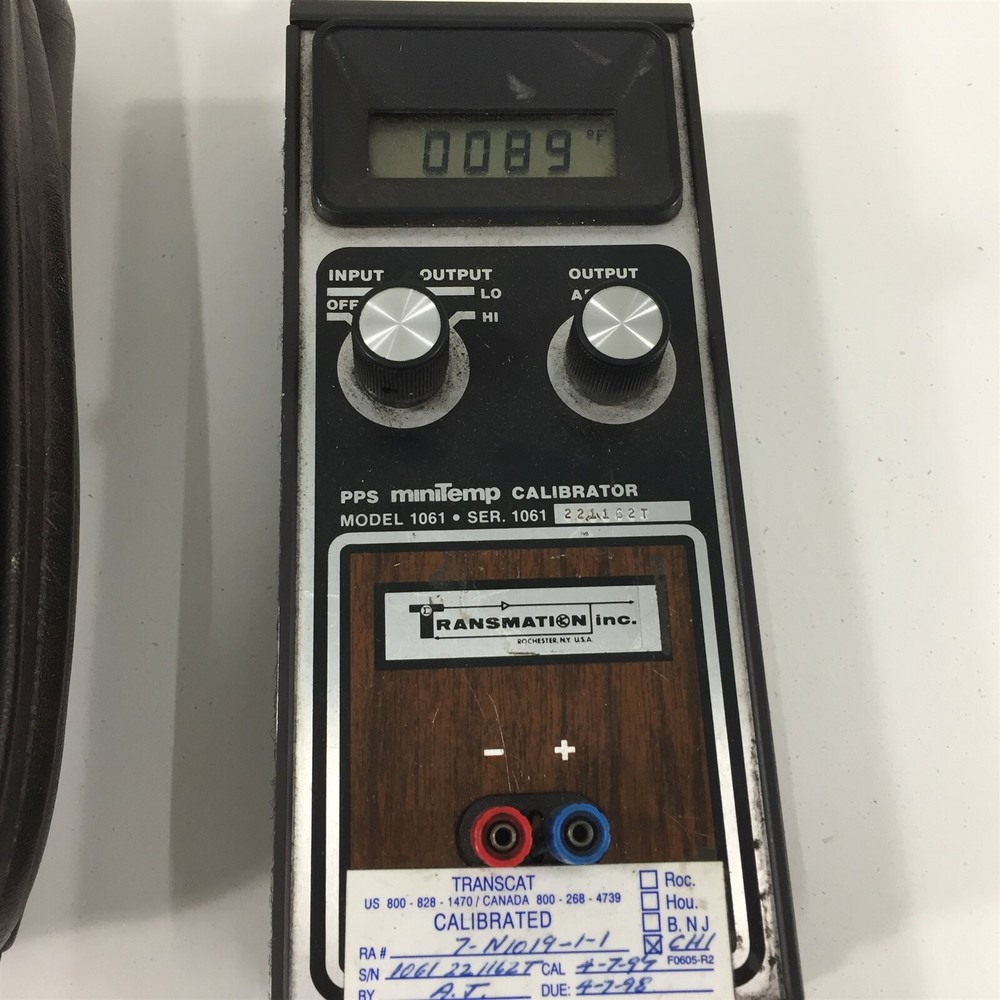 0089 °F
INPUT OUTPUT OUTPUT
LO
OFF
HI
PPS miniTemp CALIBRATOR
MODEL 1061 • SER. 1061 221162T
TRANSMATION inc.
ROCHESTER, N.Y. U.S.A.
- +
TRANSCAT
US 800 - 828 - 1470 / CANADA 800 - 268 - 4739
CALIBRATED
Roc.
Hou.
B. N J
CHI
RA # 7-N1019-1-1
F0605-R2
S/N 1061 221162T CAL 4-7-97
BY A.T. DUE: 4-7-98